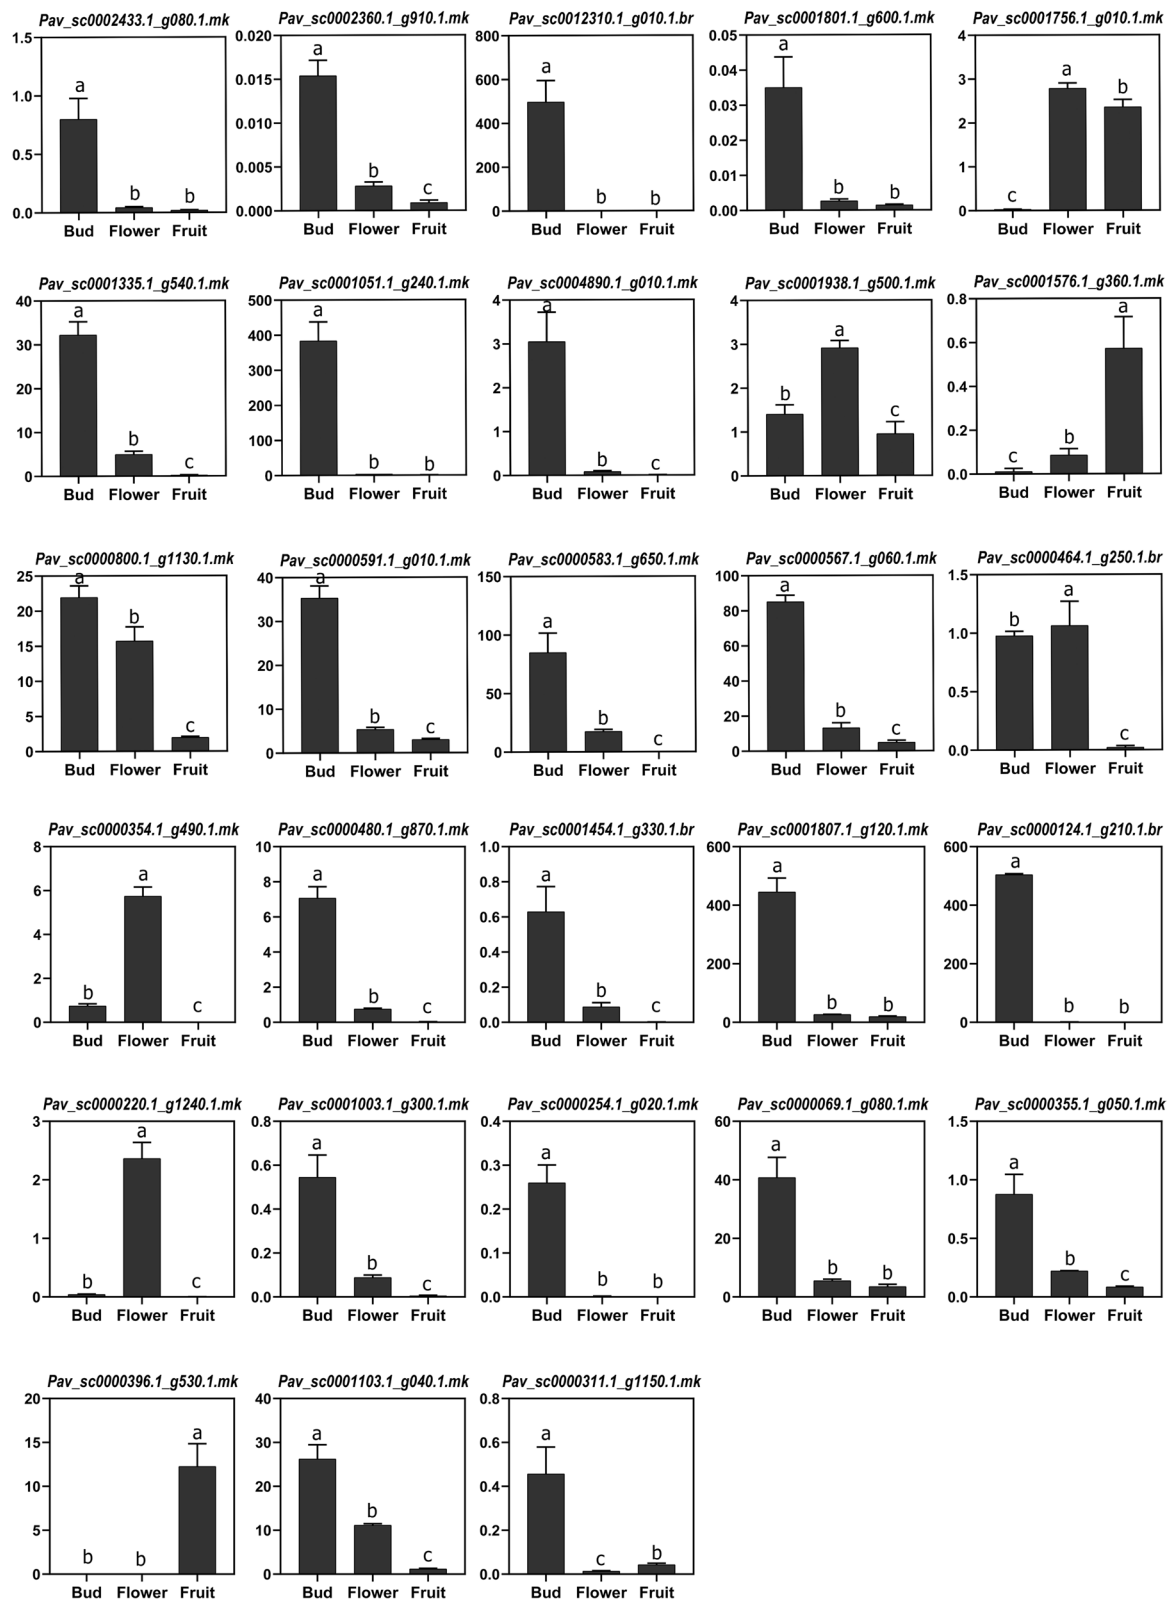 Pav_sc0002433.1_g080.1.mk
1.5
1.0
0.5
0.0
a
b
b
Bud Flower Fruit
Pav_sc0002360.1_g910.1.mk
0.020
0.015
0.010
0.005
0.000
a
b
c
Bud Flower Fruit
Pav_sc0012310.1_g010.1.br
800
600
400
200
0
a
b
b
Bud Flower Fruit
Pav_sc0001801.1_g600.1.mk
0.05
0.04
0.03
0.02
0.01
0.00
a
b
b
Bud Flower Fruit
Pav_sc0001756.1_g010.1.mk
4
3
2
1
0
c
a
b
Bud Flower Fruit
Pav_sc0001335.1_g540.1.mk
40
30
20
10
0
a
b
c
Bud Flower Fruit
Pav_sc0001051.1_g240.1.mk
500
400
300
200
100
0
a
b
b
Bud Flower Fruit
Pav_sc0004890.1_g010.1.mk
4
3
2
1
0
a
b
c
Bud Flower Fruit
Pav_sc0001938.1_g500.1.mk
4
3
2
1
0
b
a
c
Bud Flower Fruit
Pav_sc0001576.1_g360.1.mk
0.8
0.6
0.4
0.2
0.0
c
b
a
Bud Flower Fruit
Pav_sc0000800.1_g1130.1.mk
25
20
15
10
5
0
a
b
c
Bud Flower Fruit
Pav_sc0000591.1_g010.1.mk
40
30
20
10
0
a
b
c
Bud Flower Fruit
Pav_sc0000583.1_g650.1.mk
150
100
50
0
a
b
c
Bud Flower Fruit
Pav_sc0000567.1_g060.1.mk
100
80
60
40
20
0
a
b
c
Bud Flower Fruit
Pav_sc0000464.1_g250.1.br
1.5
1.0
0.5
0.0
b
a
c
Bud Flower Fruit
Pav_sc0000354.1_g490.1.mk
8
6
4
2
0
b
a
c
Bud Flower Fruit
Pav_sc0000480.1_g870.1.mk
10
8
6
4
2
0
a
b
c
Bud Flower Fruit
Pav_sc0001454.1_g330.1.br
1.0
0.8
0.6
0.4
0.2
0.0
a
b
c
Bud Flower Fruit
Pav_sc0001807.1_g120.1.mk
600
400
200
0
a
b
b
Bud Flower Fruit
Pav_sc0000124.1_g210.1.br
600
400
200
0
a
b
b
Bud Flower Fruit
Pav_sc0000220.1_g1240.1.mk
3
2
1
0
b
a
c
Bud Flower Fruit
Pav_sc0001003.1_g300.1.mk
0.8
0.6
0.4
0.2
0.0
a
b
c
Bud Flower Fruit
Pav_sc0000254.1_g020.1.mk
0.4
0.3
0.2
0.1
0.0
a
b
b
Bud Flower Fruit
Pav_sc0000069.1_g080.1.mk
60
40
20
0
a
b
b
Bud Flower Fruit
Pav_sc0000355.1_g050.1.mk
1.5
1.0
0.5
0.0
a
b
c
Bud Flower Fruit
Pav_sc0000396.1_g530.1.mk
20
15
10
5
0
b
b
a
Bud Flower Fruit
Pav_sc0001103.1_g040.1.mk
40
30
20
10
0
a
b
c
Bud Flower Fruit
Pav_sc0000311.1_g1150.1.mk
0.8
0.6
0.4
0.2
0.0
a
c
b
Bud Flower Fruit